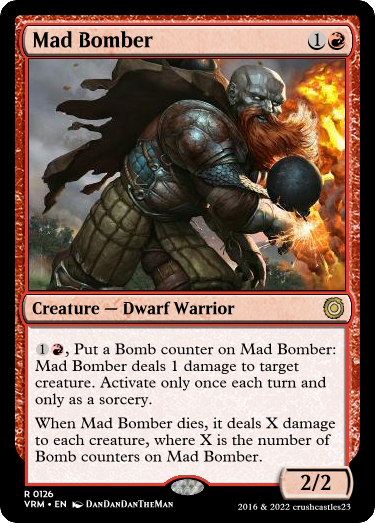 Mad Bomber 1
Creature — Dwarf Warrior
1, Put a Bomb counter on Mad Bomber:
Mad Bomber deals 1 damage to target
creature. Activate only once each turn and
only as a sorcery.
When Mad Bomber dies, it deals X damage
to each creature, where X is the number of
Bomb counters on Mad Bomber.
2/2
R 0126
VRM • EN DanDanDanTheMan
2016 & 2022 crushcastles23